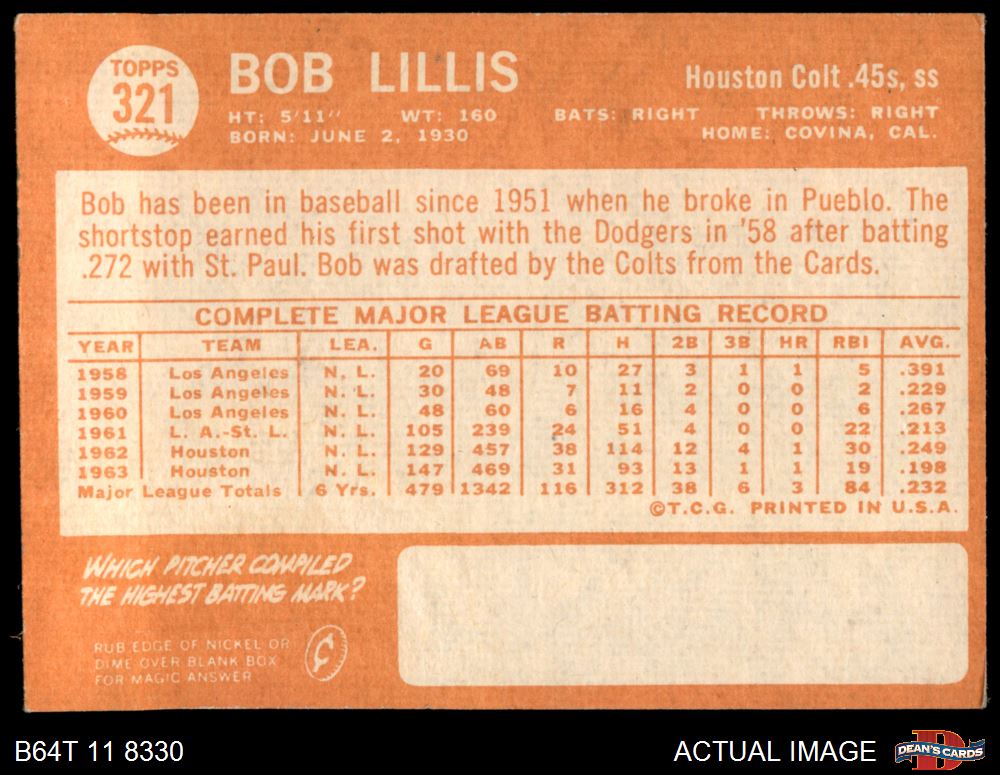 TOPPS
321
BOB LILLIS
Houston Colt .45s, ss
HT: 5'11" WT: 160 BATS: RIGHT THROWS: RIGHT
BORN: JUNE 2, 1930 HOME: COVINA, CAL.
Bob has been in baseball since 1951 when he broke in Pueblo. The
shortstop earned his first shot with the Dodgers in '58 after batting
.272 with St. Paul. Bob was drafted by the Colts from the Cards.
COMPLETE MAJOR LEAGUE BATTING RECORD
YEAR TEAM LEA. G AB R H 2B 3B HR RBI AVG.
1958 Los Angeles N. L. 20 69 10 27 3 1 1 5 .391
1959 Los Angeles N. L. 30 48 7 11 2 0 0 2 .229
1960 Los Angeles N. L. 48 60 6 16 4 0 0 6 .267
1961 L. A.-St. L. N. L. 105 239 24 51 4 0 0 22 .213
1962 Houston N. L. 129 457 38 114 12 4 1 30 .249
1963 Houston N. L. 147 469 31 93 13 1 1 19 .198
Major League Totals 6 Yrs. 479 1342 116 312 38 6 3 84 .232
©T.C.G. PRINTED IN U.S.A.
WHICH PITCHER COMPILED
THE HIGHEST BATTING MARK?
RUB EDGE OF NICKEL OR
DIME OVER BLANK BOX
FOR MAGIC ANSWER
B64T 11 8330
ACTUAL IMAGE
DEAN'S CARDS